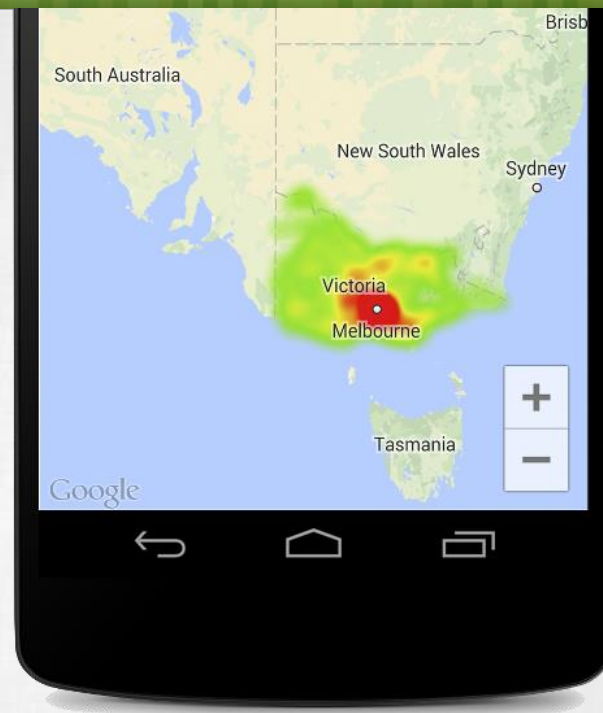 Brisb
South Australia
New South Wales
Sydney
Victoria
Melbourne
Tasmania
+
−
Google